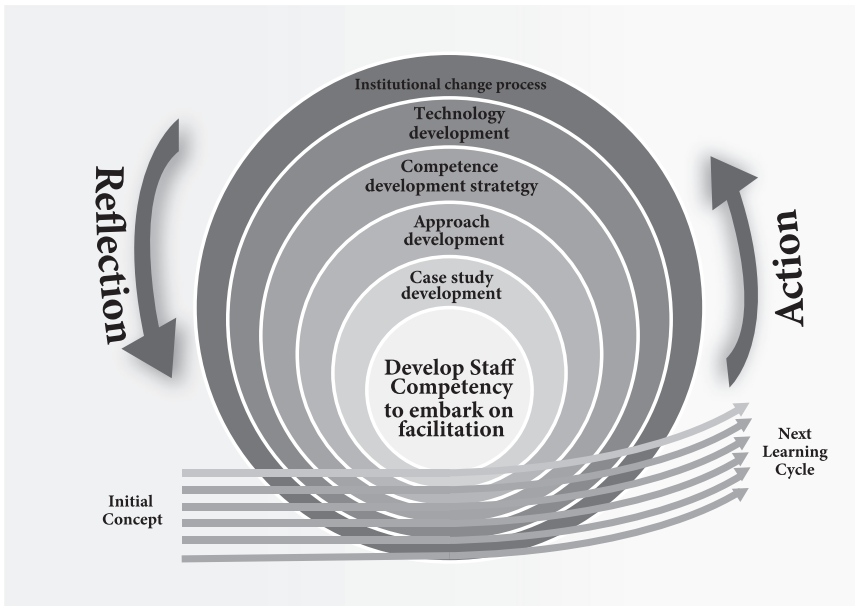 Institutional change process
Technology
development
Competence
development stratetgy
Approach
development
Case study
development
Develop Staff
Competency
to embark on
facilitation
Reflection
Action
Initial
Concept
Next
Learning
Cycle